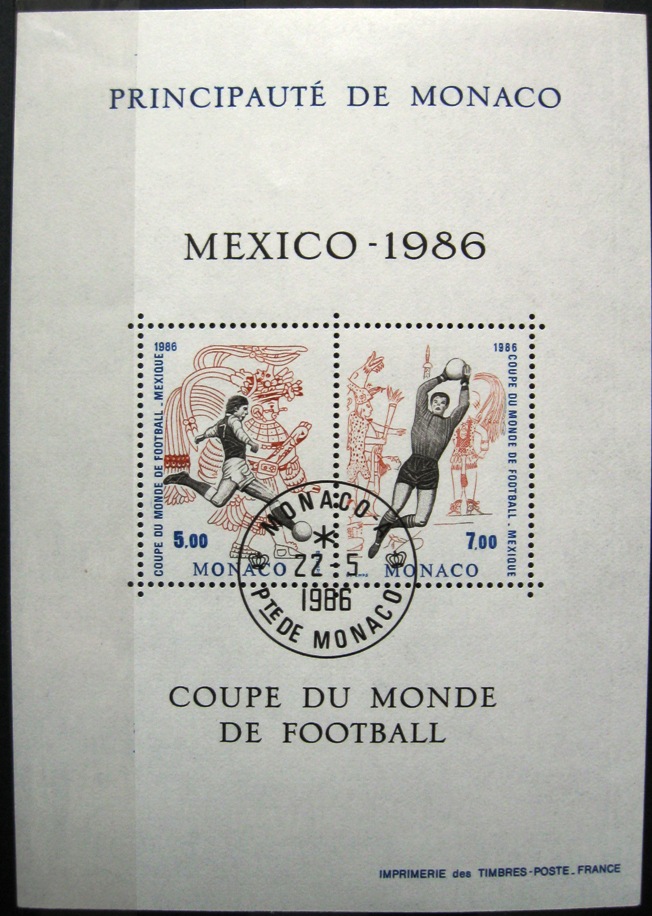 PRINCIPAUTÉ DE MONACO
MEXICO - 1986
1986
COUPE DU MONDE DE FOOTBALL - MEXIQUE
5.00
MONACO
1986
COUPE DU MONDE DE FOOTBALL - MEXIQUE
7.00
MONACO
MONACO A
22-5
1986
PTE DE MONACO
COUPE DU MONDE
DE FOOTBALL
IMPRIMERIE des TIMBRES-POSTE_FRANCE